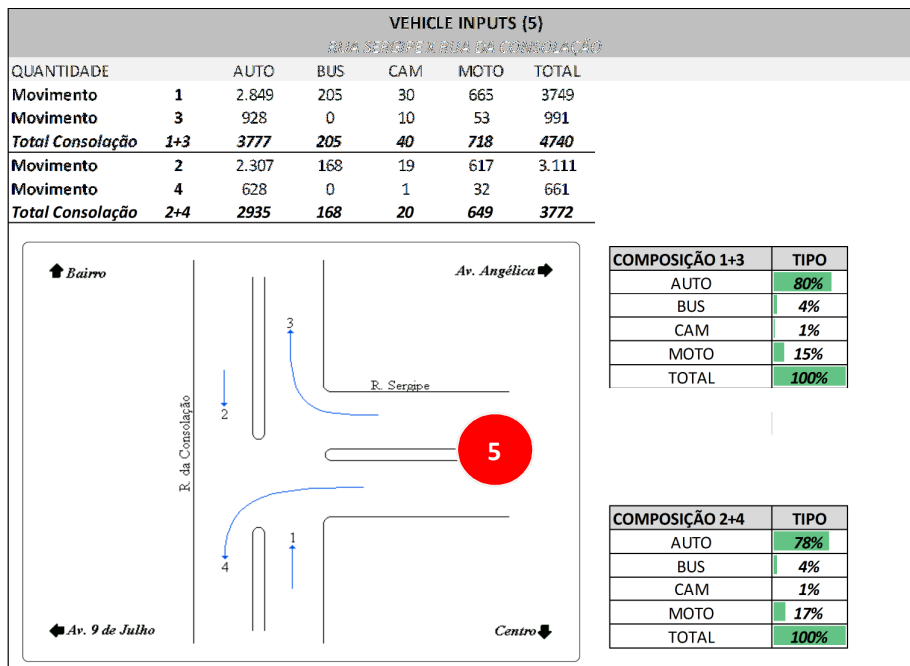 VEHICLE INPUTS (5)
RUA SERGIPE X RUA DA CONSOLAÇÃO
QUANTIDADE AUTO BUS CAM MOTO TOTAL
Movimento 1 2.849 205 30 665 3749
Movimento 3 928 0 10 53 991
Total Consolação 1+3 3777 205 40 718 4740
Movimento 2 2.307 168 19 617 3.111
Movimento 4 628 0 1 32 661
Total Consolação 2+4 2935 168 20 649 3772
Bairro
Av. Angélica
3
R. Sergipe
2
R. da Consolação
5
1
4
Av. 9 de Julho
Centro
COMPOSIÇÃO 1+3 TIPO
AUTO 80%
BUS 4%
CAM 1%
MOTO 15%
TOTAL 100%
COMPOSIÇÃO 2+4 TIPO
AUTO 78%
BUS 4%
CAM 1%
MOTO 17%
TOTAL 100%